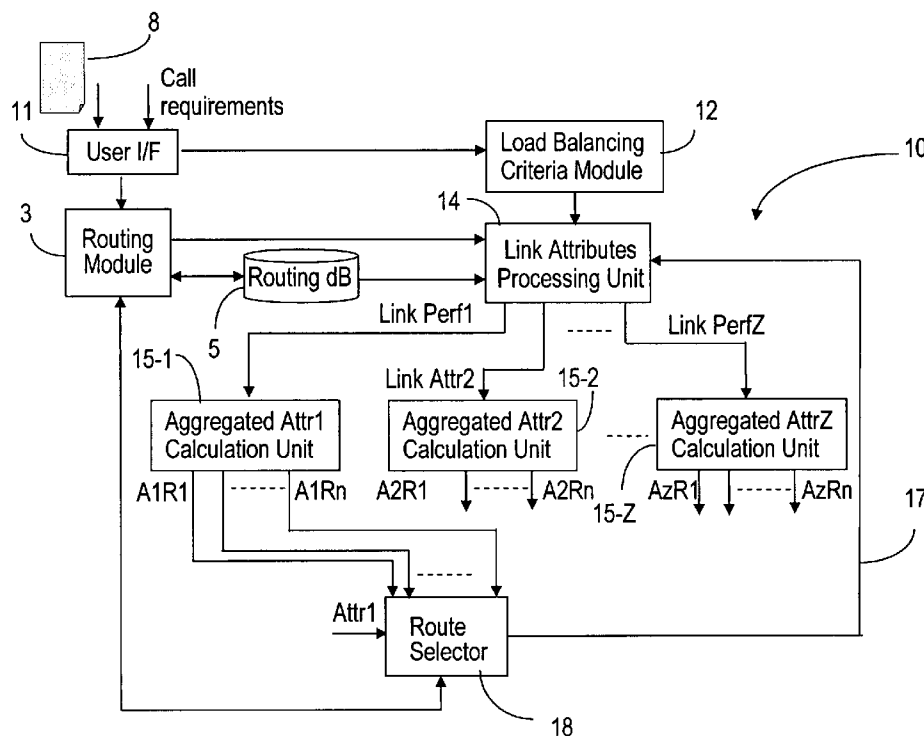 8
Call
requirements
11
User I/F
12
Load Balancing
Criteria Module
10
3
14
Routing
Module
Routing dB
Link Attributes
Processing Unit
5
Link Perf1
Link PerfZ
15-1
Link Attr2
15-2
Aggregated Attr1
Calculation Unit
Aggregated Attr2
Calculation Unit
Aggregated AttrZ
Calculation Unit
A1R1
A1Rn
A2R1
A2Rn
AzR1
AzRn
15-Z
17
Attr1
Route
Selector
18